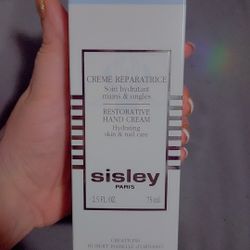 CREME REPARATRICE
Soin hydratant
mains & ongles
RESTORATIVE
HAND CREAM
Hydrating
skin & nail care
sisley
PARIS
2.5 FL.OZ. 75 ml